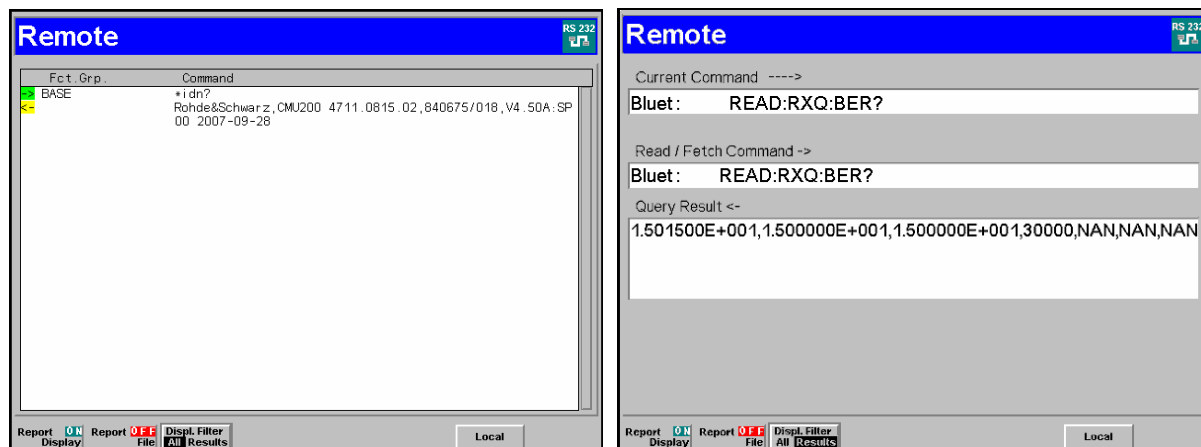 Remote
RS 232
Fct.Grp. Command
-> BASE *idn?
<- Rohde&Schwarz,CMU200 4711.0815.02,840675/018,V4.50A:SP
00 2007-09-28
Report Display ON Report File OFF Displ. Filter All Results
Local
Remote
RS 232
Current Command ---->
Bluet: READ:RXQ:BER?
Read / Fetch Command ->
Bluet: READ:RXQ:BER?
Query Result <-
1.501500E+001,1.500000E+001,1.500000E+001,30000,NAN,NAN,NAN
Report Display ON Report File OFF Displ. Filter All Results
Local